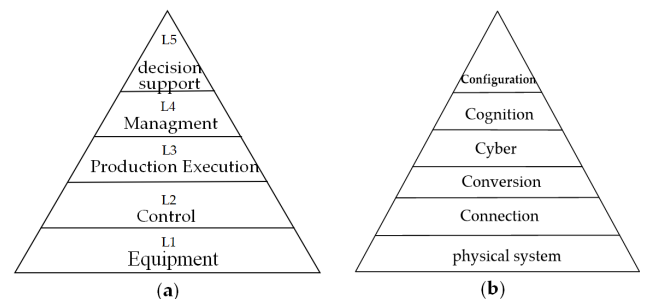 L5
decision
support
L4
Managment
L3
Production Execution
L2
Control
L1
Equipment
(a)
Configuration
Cognition
Cyber
Conversion
Connection
physical system
(b)